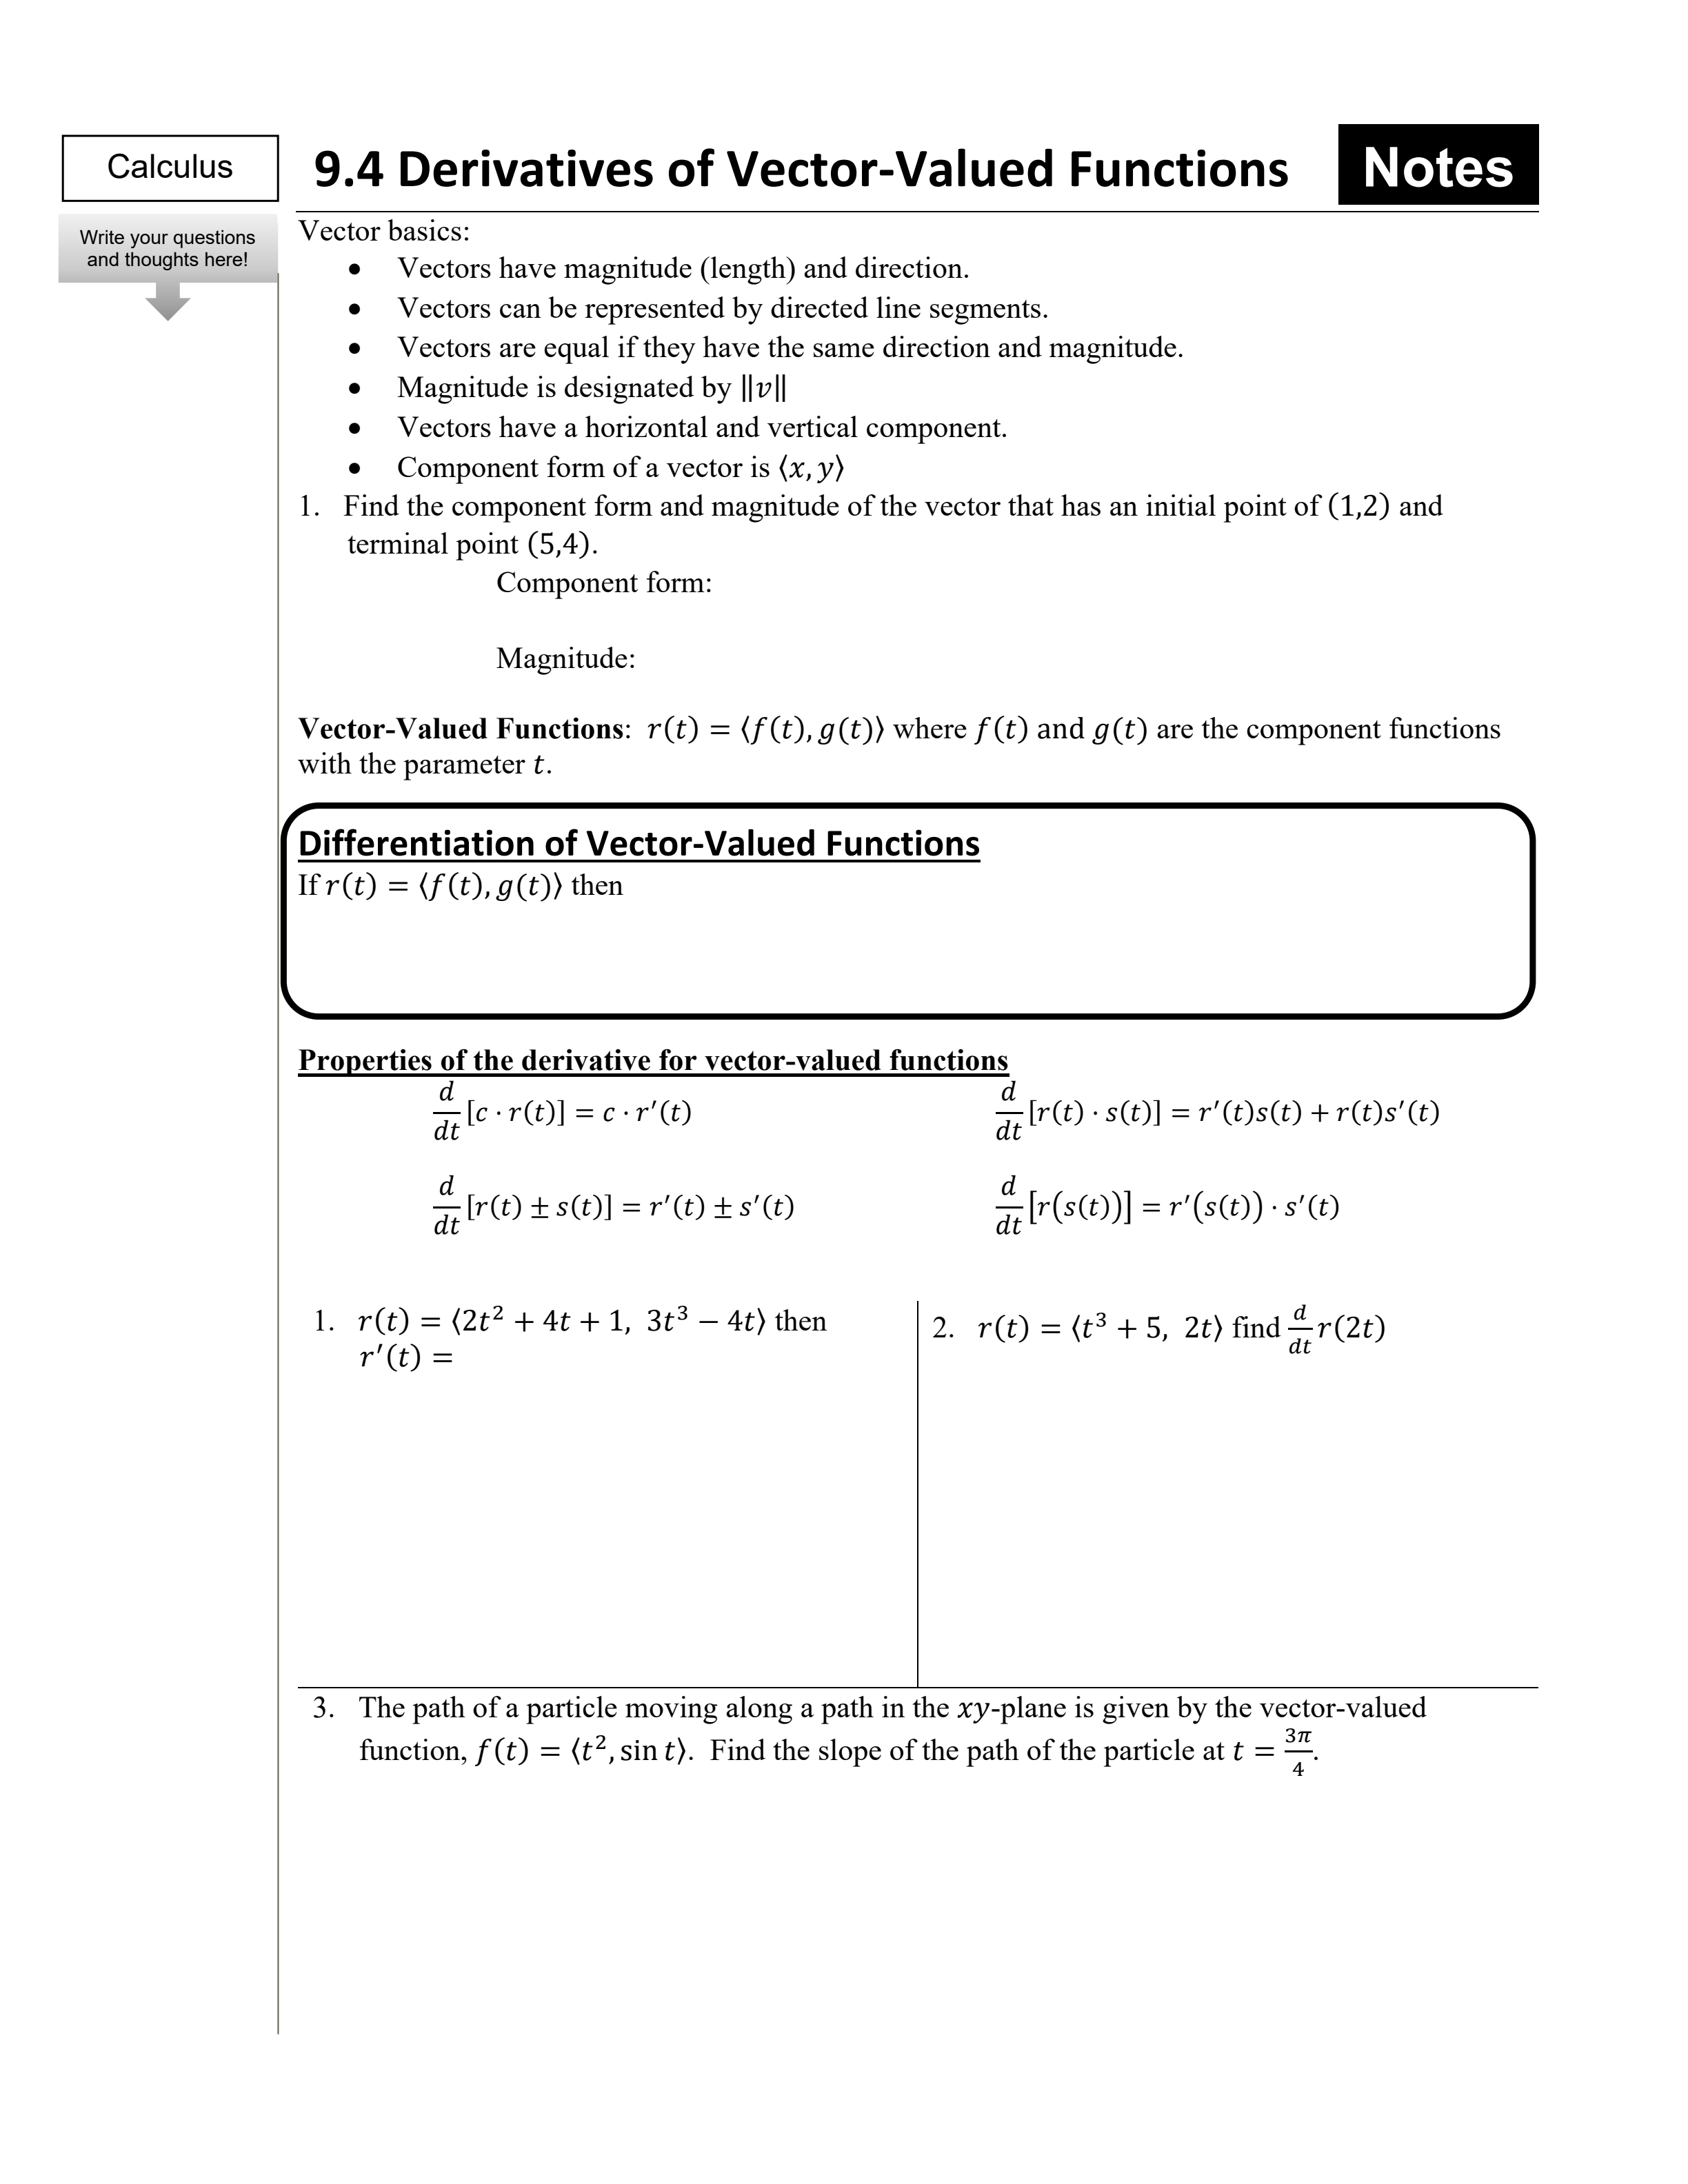 Calculus
9.4 Derivatives of Vector-Valued Functions
Notes
Write your questions
and thoughts here!
Vector basics:
• Vectors have magnitude (length) and direction.
• Vectors can be represented by directed line segments.
• Vectors are equal if they have the same direction and magnitude.
• Magnitude is designated by ‖v‖
• Vectors have a horizontal and vertical component.
• Component form of a vector is ⟨x, y⟩
1. Find the component form and magnitude of the vector that has an initial point of (1,2) and
terminal point (5,4).
Component form:
Magnitude:
Vector-Valued Functions: r(t) = ⟨f(t), g(t)⟩ where f(t) and g(t) are the component functions
with the parameter t.
Differentiation of Vector-Valued Functions
If r(t) = ⟨f(t), g(t)⟩ then
Properties of the derivative for vector-valued functions
d/dt [c · r(t)] = c · r′(t)
d/dt [r(t) · s(t)] = r′(t)s(t) + r(t)s′(t)
d/dt [r(t) ± s(t)] = r′(t) ± s′(t)
d/dt [r(s(t))] = r′(s(t)) · s′(t)
1. r(t) = ⟨2t² + 4t + 1, 3t³ − 4t⟩ then
r′(t) =
2. r(t) = ⟨t³ + 5, 2t⟩ find d/dt r(2t)
3. The path of a particle moving along a path in the xy-plane is given by the vector-valued
function, f(t) = ⟨t², sin t⟩. Find the slope of the path of the particle at t = 3π/4.